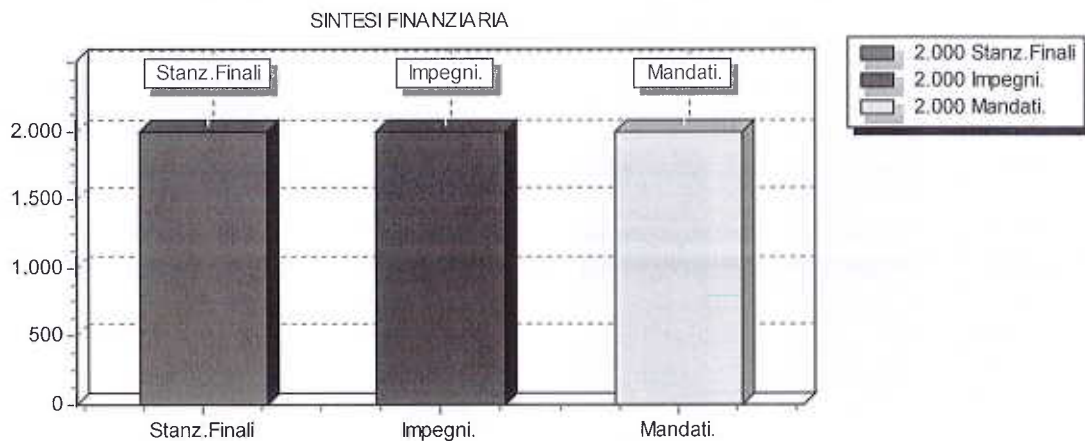 SINTESI FINANZIARIA
Stanz.Finali
Impegni.
Mandati.
2.000 Stanz.Finali
2.000 Impegni.
2.000 Mandati.
2.000
1.500
1.000
500
0
Stanz.Finali
Impegni.
Mandati.